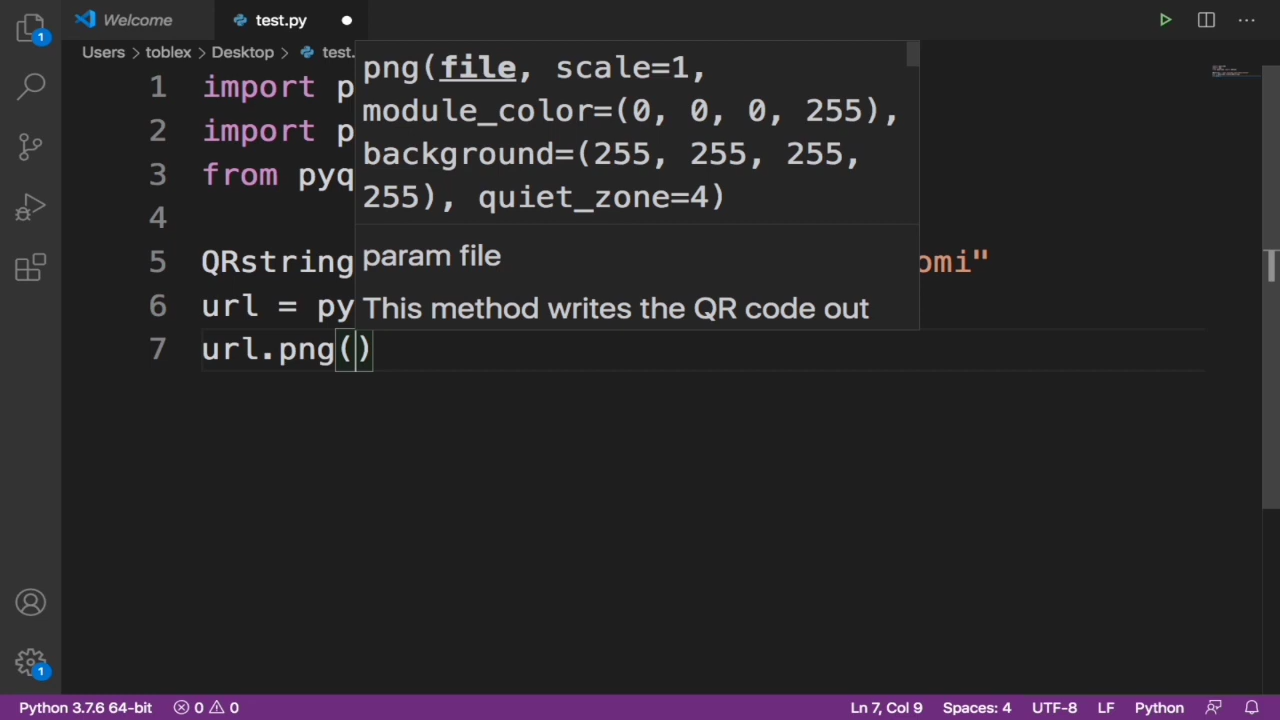 1
Welcome
test.py
Users > toblex > Desktop > test.
1 import p
2 import p
3 from pyq
4
5 QRstring omi"
6 url = py
7 url.png()
png(file, scale=1,
module_color=(0, 0, 0, 255),
background=(255, 255, 255,
255), quiet_zone=4)
param file
This method writes the QR code out
1
Python 3.7.6 64-bit 0 0 Ln 7, Col 9 Spaces: 4 UTF-8 LF Python